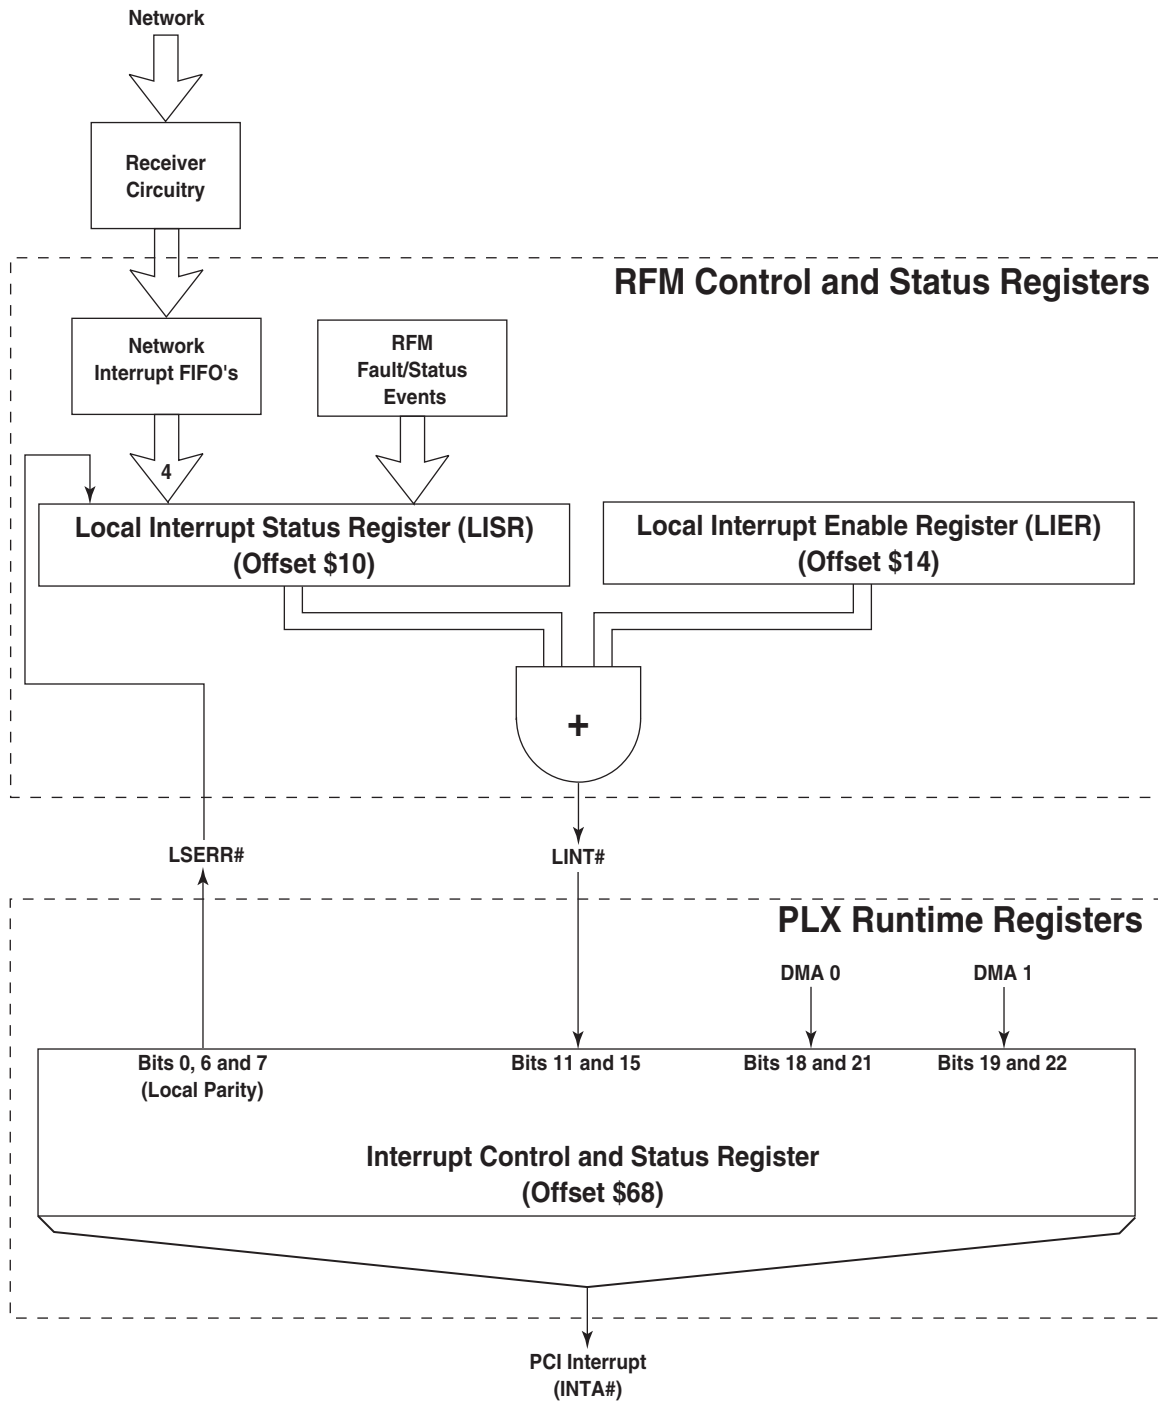 Network
Receiver
Circuitry
RFM Control and Status Registers
Network
Interrupt FIFO's
RFM
Fault/Status
Events
4
Local Interrupt Status Register (LISR)
(Offset $10)
Local Interrupt Enable Register (LIER)
(Offset $14)
+
LSERR#
LINT#
PLX Runtime Registers
DMA 0
DMA 1
Bits 0, 6 and 7
(Local Parity)
Bits 11 and 15
Bits 18 and 21
Bits 19 and 22
Interrupt Control and Status Register
(Offset $68)
PCI Interrupt
(INTA#)